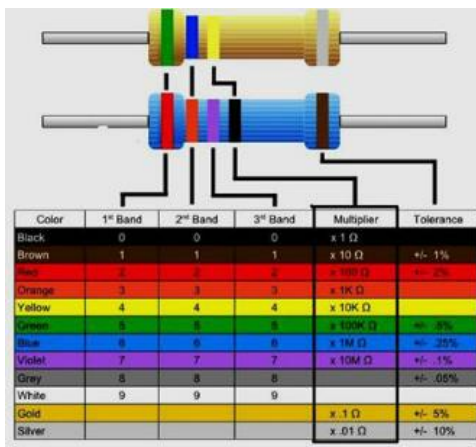 Color 1st Band 2nd Band 3rd Band Multiplier Tolerance
Black 0 0 0 x 1 Ω
Brown 1 1 1 x 10 Ω +/- 1%
Red 2 2 2 x 100 Ω +/- 2%
Orange 3 3 3 x 1K Ω
Yellow 4 4 4 x 10K Ω
Green 5 5 5 x 100K Ω +/- .5%
Blue 6 6 6 x 1M Ω +/- .25%
Violet 7 7 7 x 10M Ω +/- .1%
Grey 8 8 8 +/- .05%
White 9 9 9
Gold x .1 Ω +/- 5%
Silver x .01 Ω +/- 10%